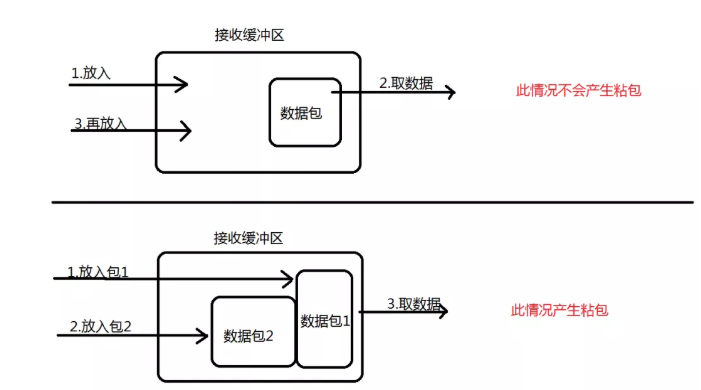 接收缓冲区
1.放入
2.取数据
此情况不会产生粘包
数据包
3.再放入
接收缓冲区
1.放入包1
3.取数据
此情况产生粘包
数据包1
2.放入包2
数据包2